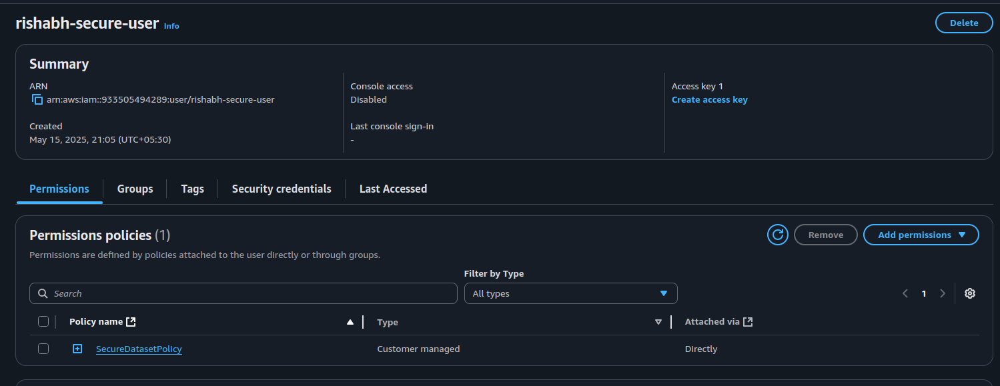 rishabh-secure-user Info
Delete
Summary
ARN
arn:aws:iam::933505494289:user/rishabh-secure-user
Created
May 15, 2025, 21:05 (UTC+05:30)
Console access
Disabled
Last console sign-in
-
Access key 1
Create access key
Permissions Groups Tags Security credentials Last Accessed
Permissions policies (1)
Remove Add permissions
Permissions are defined by policies attached to the user directly or through groups.
Filter by Type
Search All types 1
Policy name Type Attached via
SecureDatasetPolicy Customer managed Directly